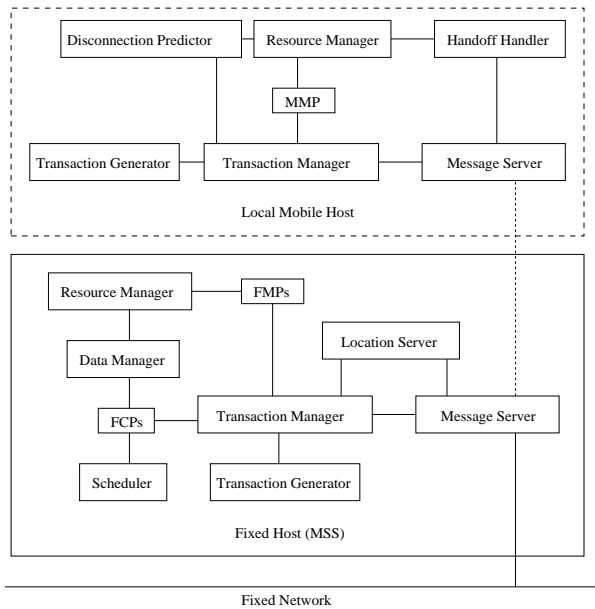 Disconnection Predictor
Resource Manager
Handoff Handler
MMP
Transaction Generator
Transaction Manager
Message Server
Local Mobile Host
Resource Manager
FMPs
Location Server
Data Manager
FCPs
Transaction Manager
Message Server
Scheduler
Transaction Generator
Fixed Host (MSS)
Fixed Network